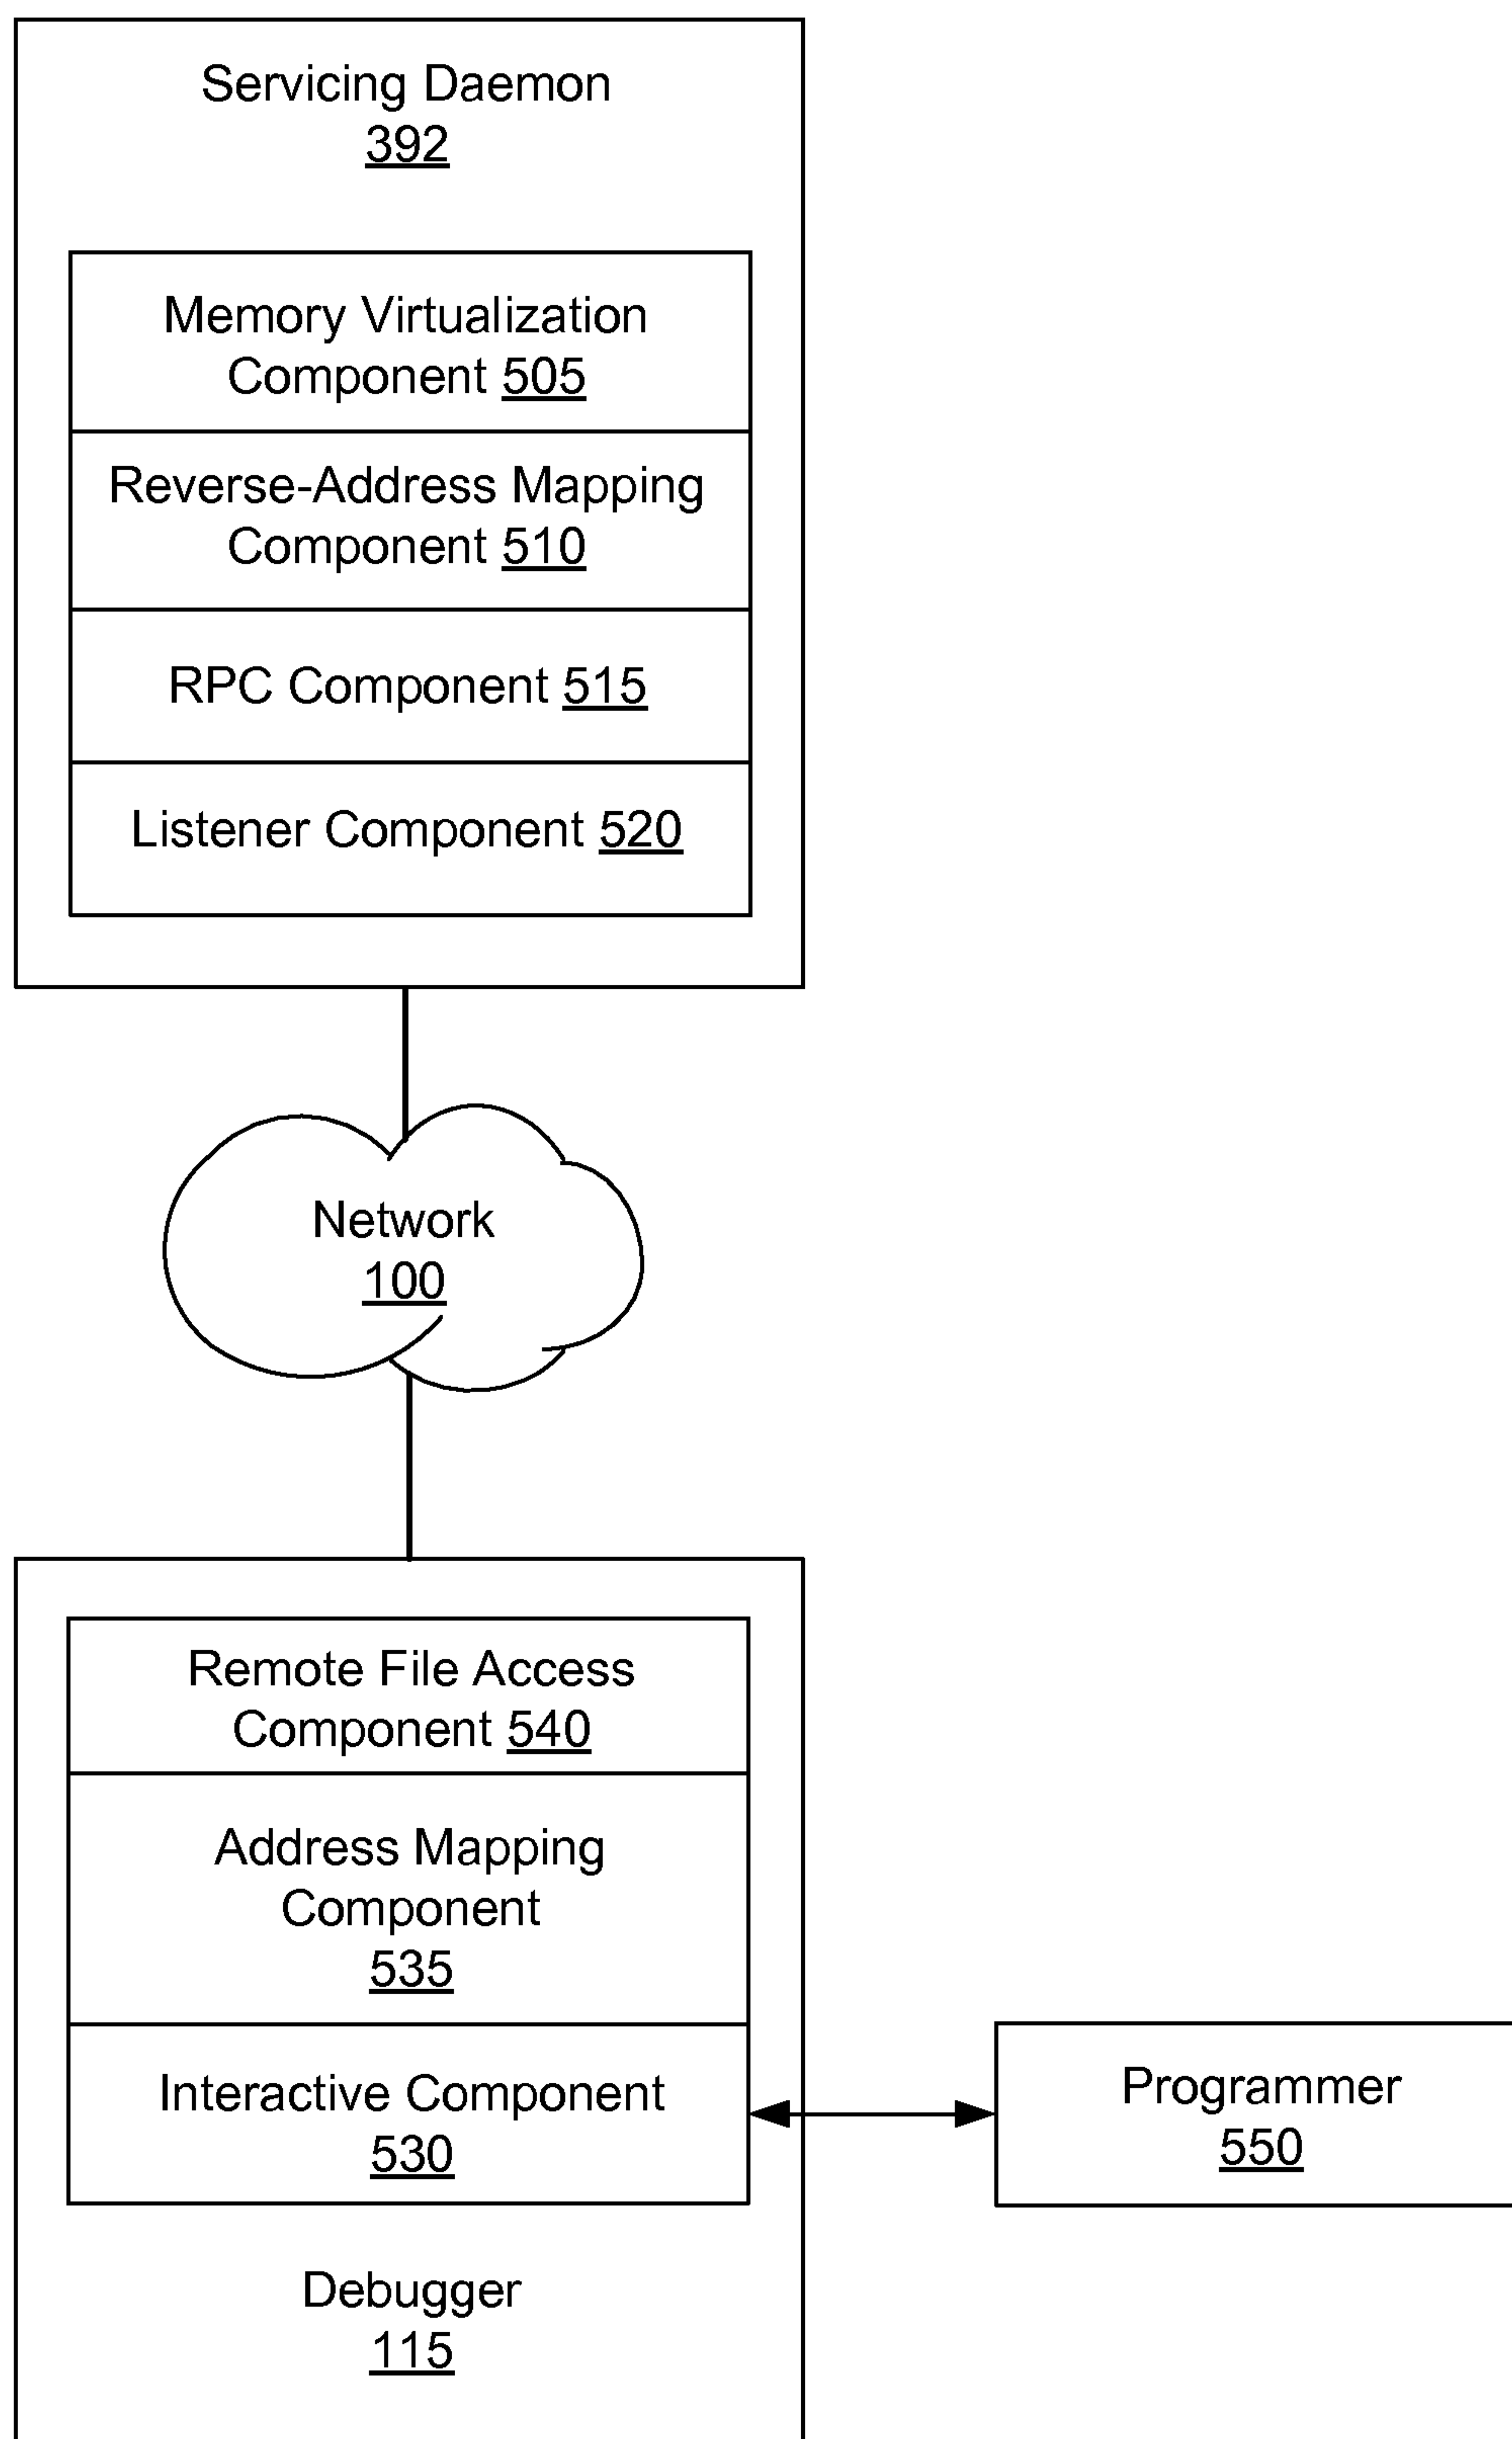 Servicing Daemon
392
Memory Virtualization
Component 505
Reverse-Address Mapping
Component 510
RPC Component 515
Listener Component 520
Network
100
Remote File Access
Component 540
Address Mapping
Component
535
Interactive Component
530
Programmer
550
Debugger
115